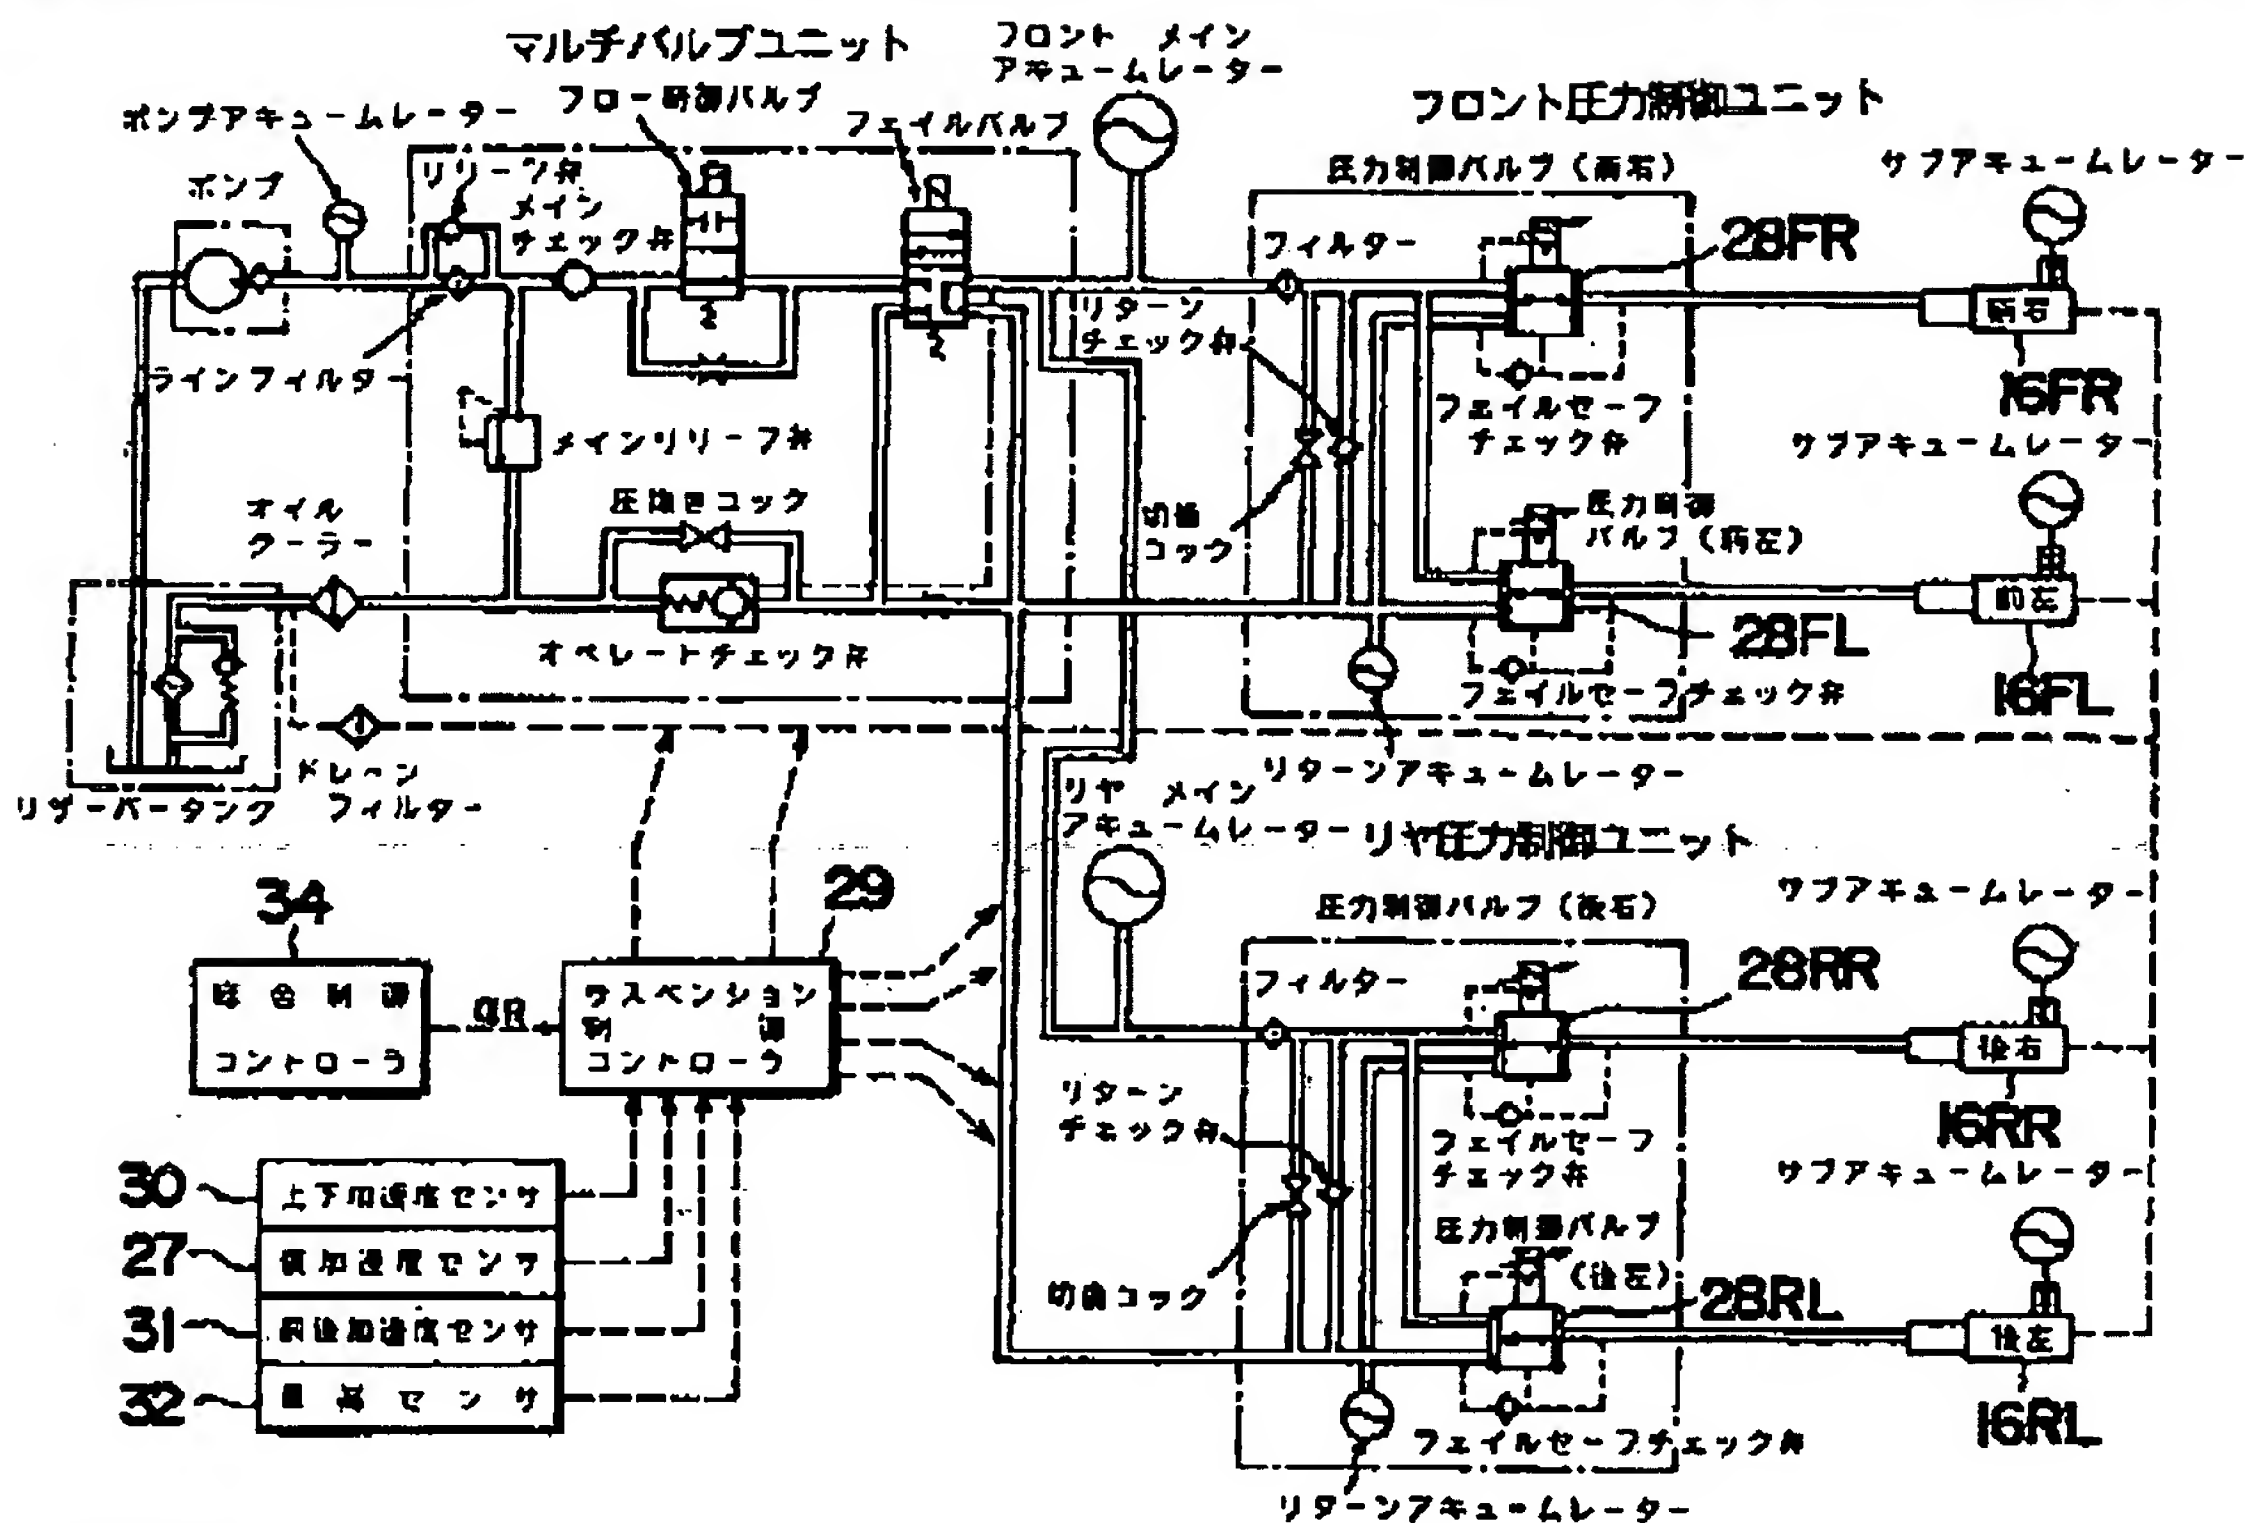 マルチバルブユニット
フロー制御バルブ
ポンプアキュームレーター
フェイルバルブ
フロント メイン
アキュームレーター
フロント圧力制御ユニット
圧力制御バルブ(前右)
サブアキュームレーター
ポンプ
リリーフ弁
メイン
チェック弁
フィルター
28FR
リターン
チェック弁
前右
ラインフィルター
16FR
フェイルセーフ
チェック弁
メインリリーフ弁
サブアキュームレーター
オイル
クーラー
コック
圧力制御
バルブ(前左)
コック
前左
オペレートチェック弁
28FL
16FL
フェイルセーフチェック弁
ドレーン
フィルター
リザーバータンク
リターンアキュームレーター
リヤ メイン
アキュームレーター
リヤ圧力制御ユニット
34
29
圧力制御バルブ(後右)
サブアキュームレーター
総合制御
コントローラ
αR
サスペンション
制御
コントローラ
フィルター
28RR
後右
リターン
チェック弁
16RR
フェイルセーフ
チェック弁
サブアキュームレーター
30
上下加速度センサ
27
横加速度センサ
31
前後加速度センサ
32
車高センサ
圧力制御バルブ
(後左)
コック
28RL
後左
16RL
フェイルセーフチェック弁
リターンアキュームレーター